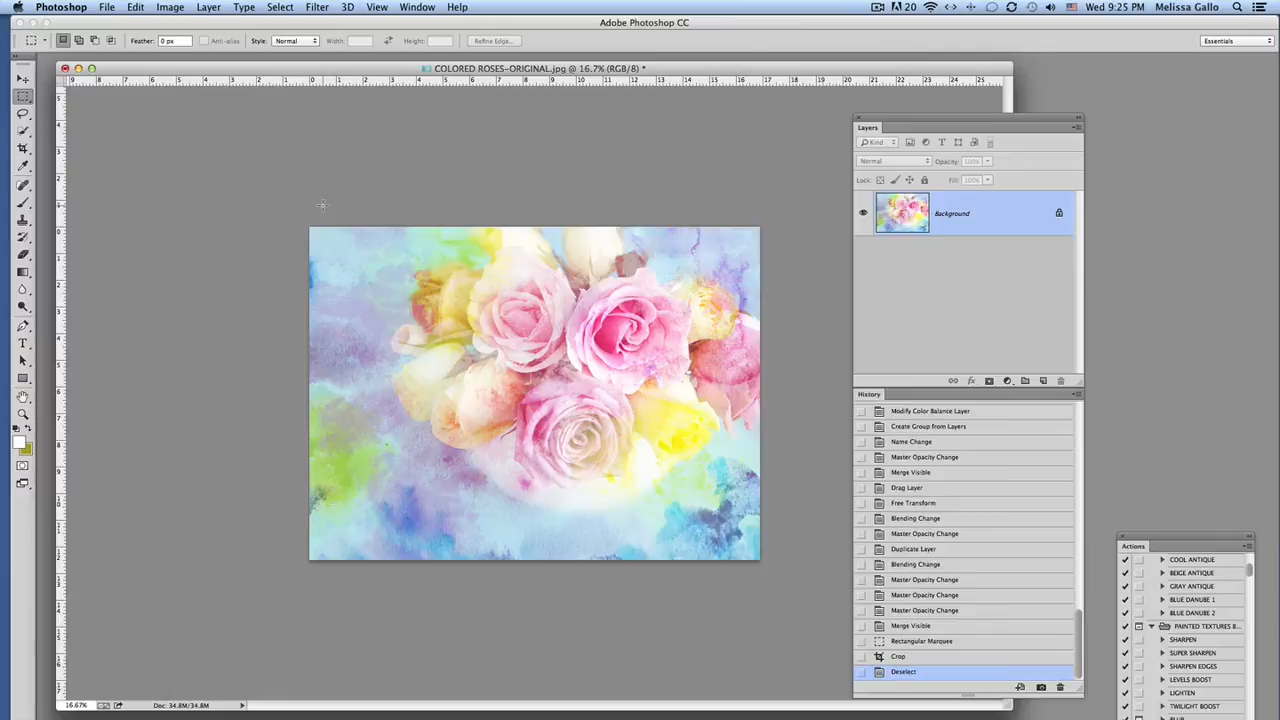 Photoshop File Edit Image Layer Type Select Filter 3D View Window Help 20 Wed 9:25 PM Melissa Gallo
Adobe Photoshop CC
Feather: 0 px Anti-alias Style: Normal Width: Height: Refine Edge... Essentials
COLORED ROSES-ORIGINAL.jpg @ 16.7% (RGB/8) *
Layers
Kind
Normal Opacity: 100%
Lock: Fill: 100%
Background
History
Modify Color Balance Layer
Create Group from Layers
Name Change
Master Opacity Change
Merge Visible
Drag Layer
Free Transform
Blending Change
Master Opacity Change
Duplicate Layer
Blending Change
Master Opacity Change
Master Opacity Change
Master Opacity Change
Merge Visible
Rectangular Marquee
Crop
Deselect
Actions
COOL ANTIQUE
BEIGE ANTIQUE
GRAY ANTIQUE
BLUE DANUBE 1
BLUE DANUBE 2
PAINTED TEXTURES B...
SHARPEN
SUPER SHARPEN
SHARPEN EDGES
LEVELS BOOST
LIGHTEN
TWILIGHT BOOST
16.67% Doc: 34.8M/34.8M